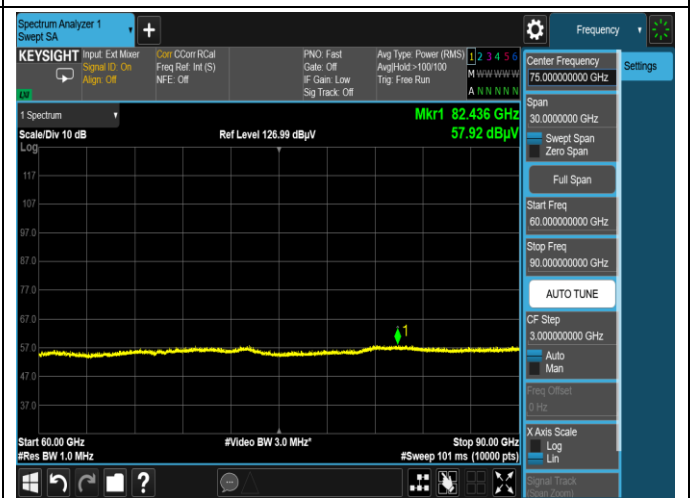 Spectrum Analyzer 1
Swept SA
+
Frequency
KEYSIGHT
Input: Ext Mixer
Signal ID: On
Align: Off
Corr CCorr RCal
Freq Ref: Int (S)
NFE: Off
PNO: Fast
Gate: Off
IF Gain: Low
Sig Track: Off
Avg Type: Power (RMS)
Avg|Hold:>100/100
Trig: Free Run
1 2 3 4 5 6
M W W W W W
A N N N N N
LXI
1 Spectrum
Scale/Div 10 dB
Ref Level 126.99 dBµV
Mkr1 82.436 GHz
57.92 dBµV
Log
117
107
97.0
87.0
77.0
67.0
57.0
47.0
37.0
1
Start 60.00 GHz
#Video BW 3.0 MHz*
Stop 90.00 GHz
#Res BW 1.0 MHz
#Sweep 101 ms (10000 pts)
?
Settings
Center Frequency
75.000000000 GHz
Span
30.0000000 GHz
Swept Span
Zero Span
Full Span
Start Freq
60.000000000 GHz
Stop Freq
90.000000000 GHz
AUTO TUNE
CF Step
3.000000000 GHz
Auto
Man
Freq Offset
0 Hz
X Axis Scale
Log
Lin
Signal Track
(Span Zoom)